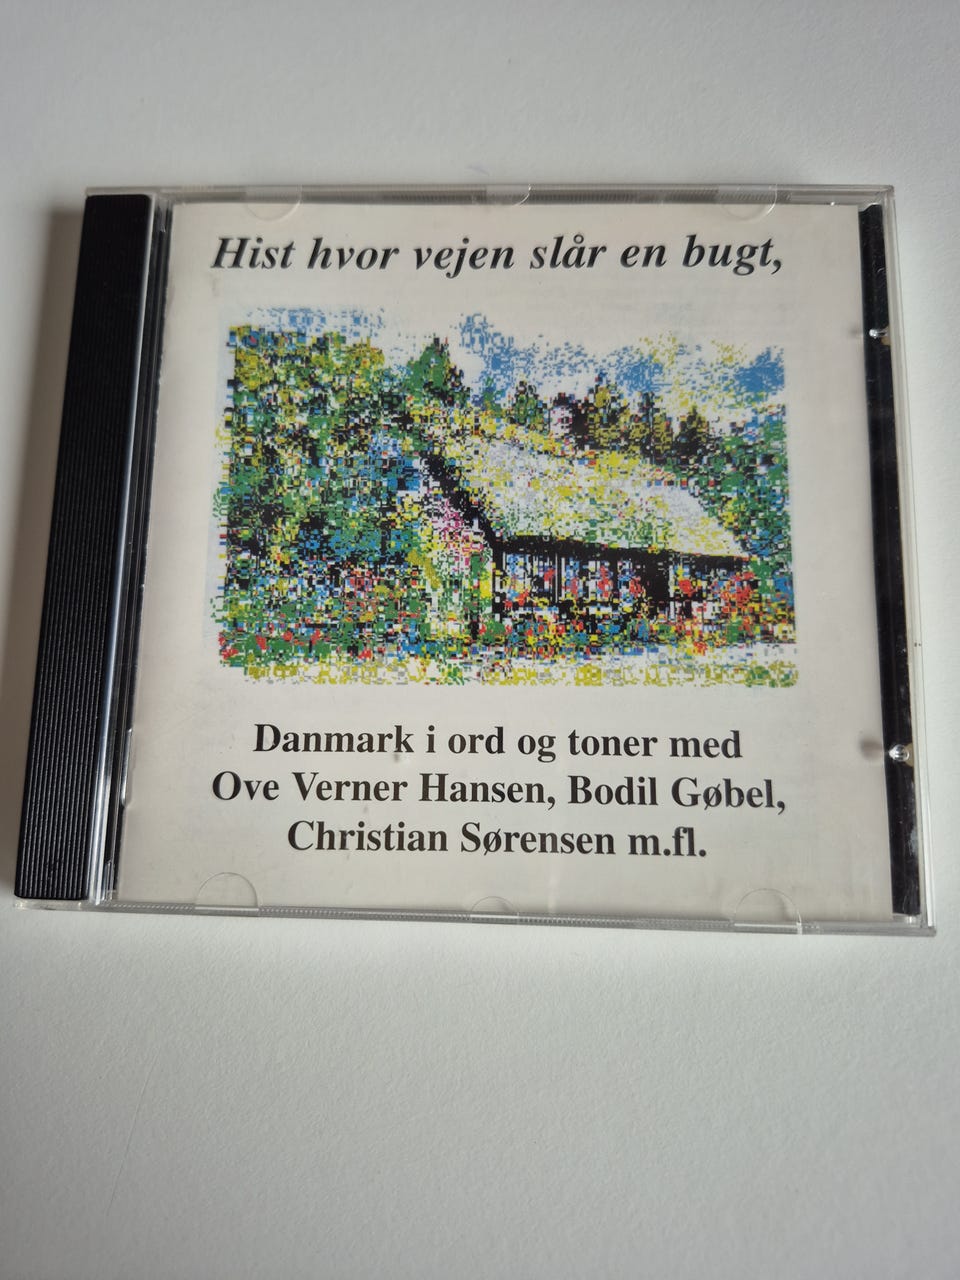 Hist hvor vejen slår en bugt,
Danmark i ord og toner med
Ove Verner Hansen, Bodil Gøbel,
Christian Sørensen m.fl.